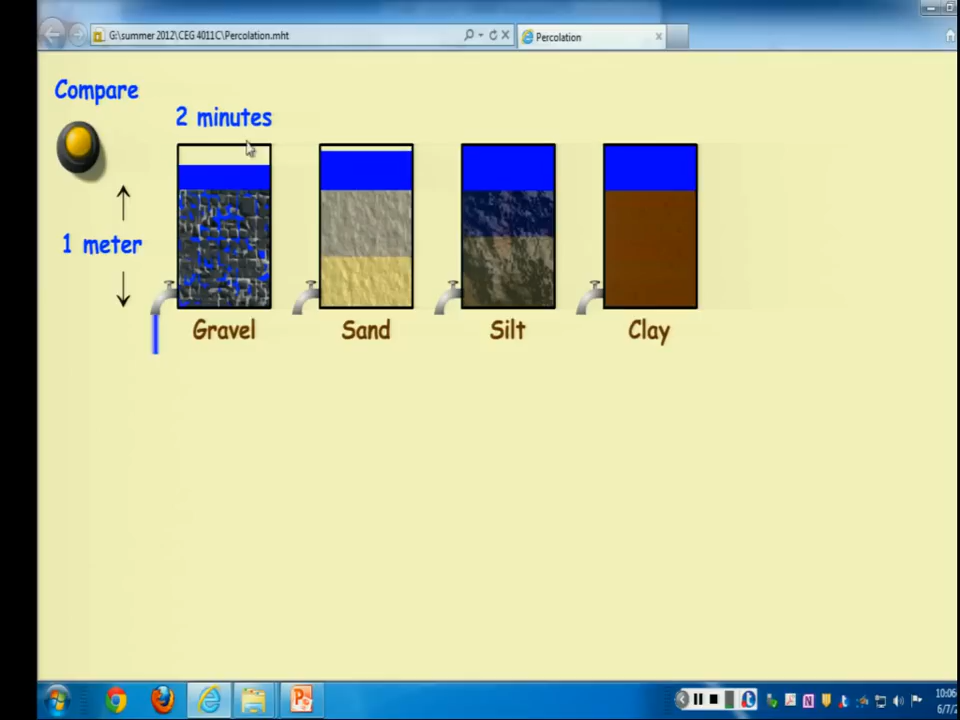 G:\summer 2012\CEG 4011C\Percolation.mht
Percolation
Compare
2 minutes
1 meter
Gravel
Sand
Silt
Clay
10:06